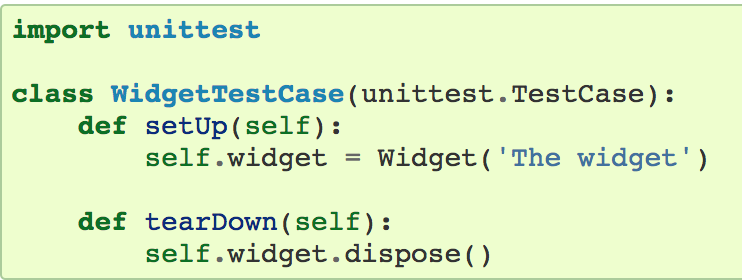 import unittest

class WidgetTestCase(unittest.TestCase):
    def setUp(self):
        self.widget = Widget('The widget')

    def tearDown(self):
        self.widget.dispose()